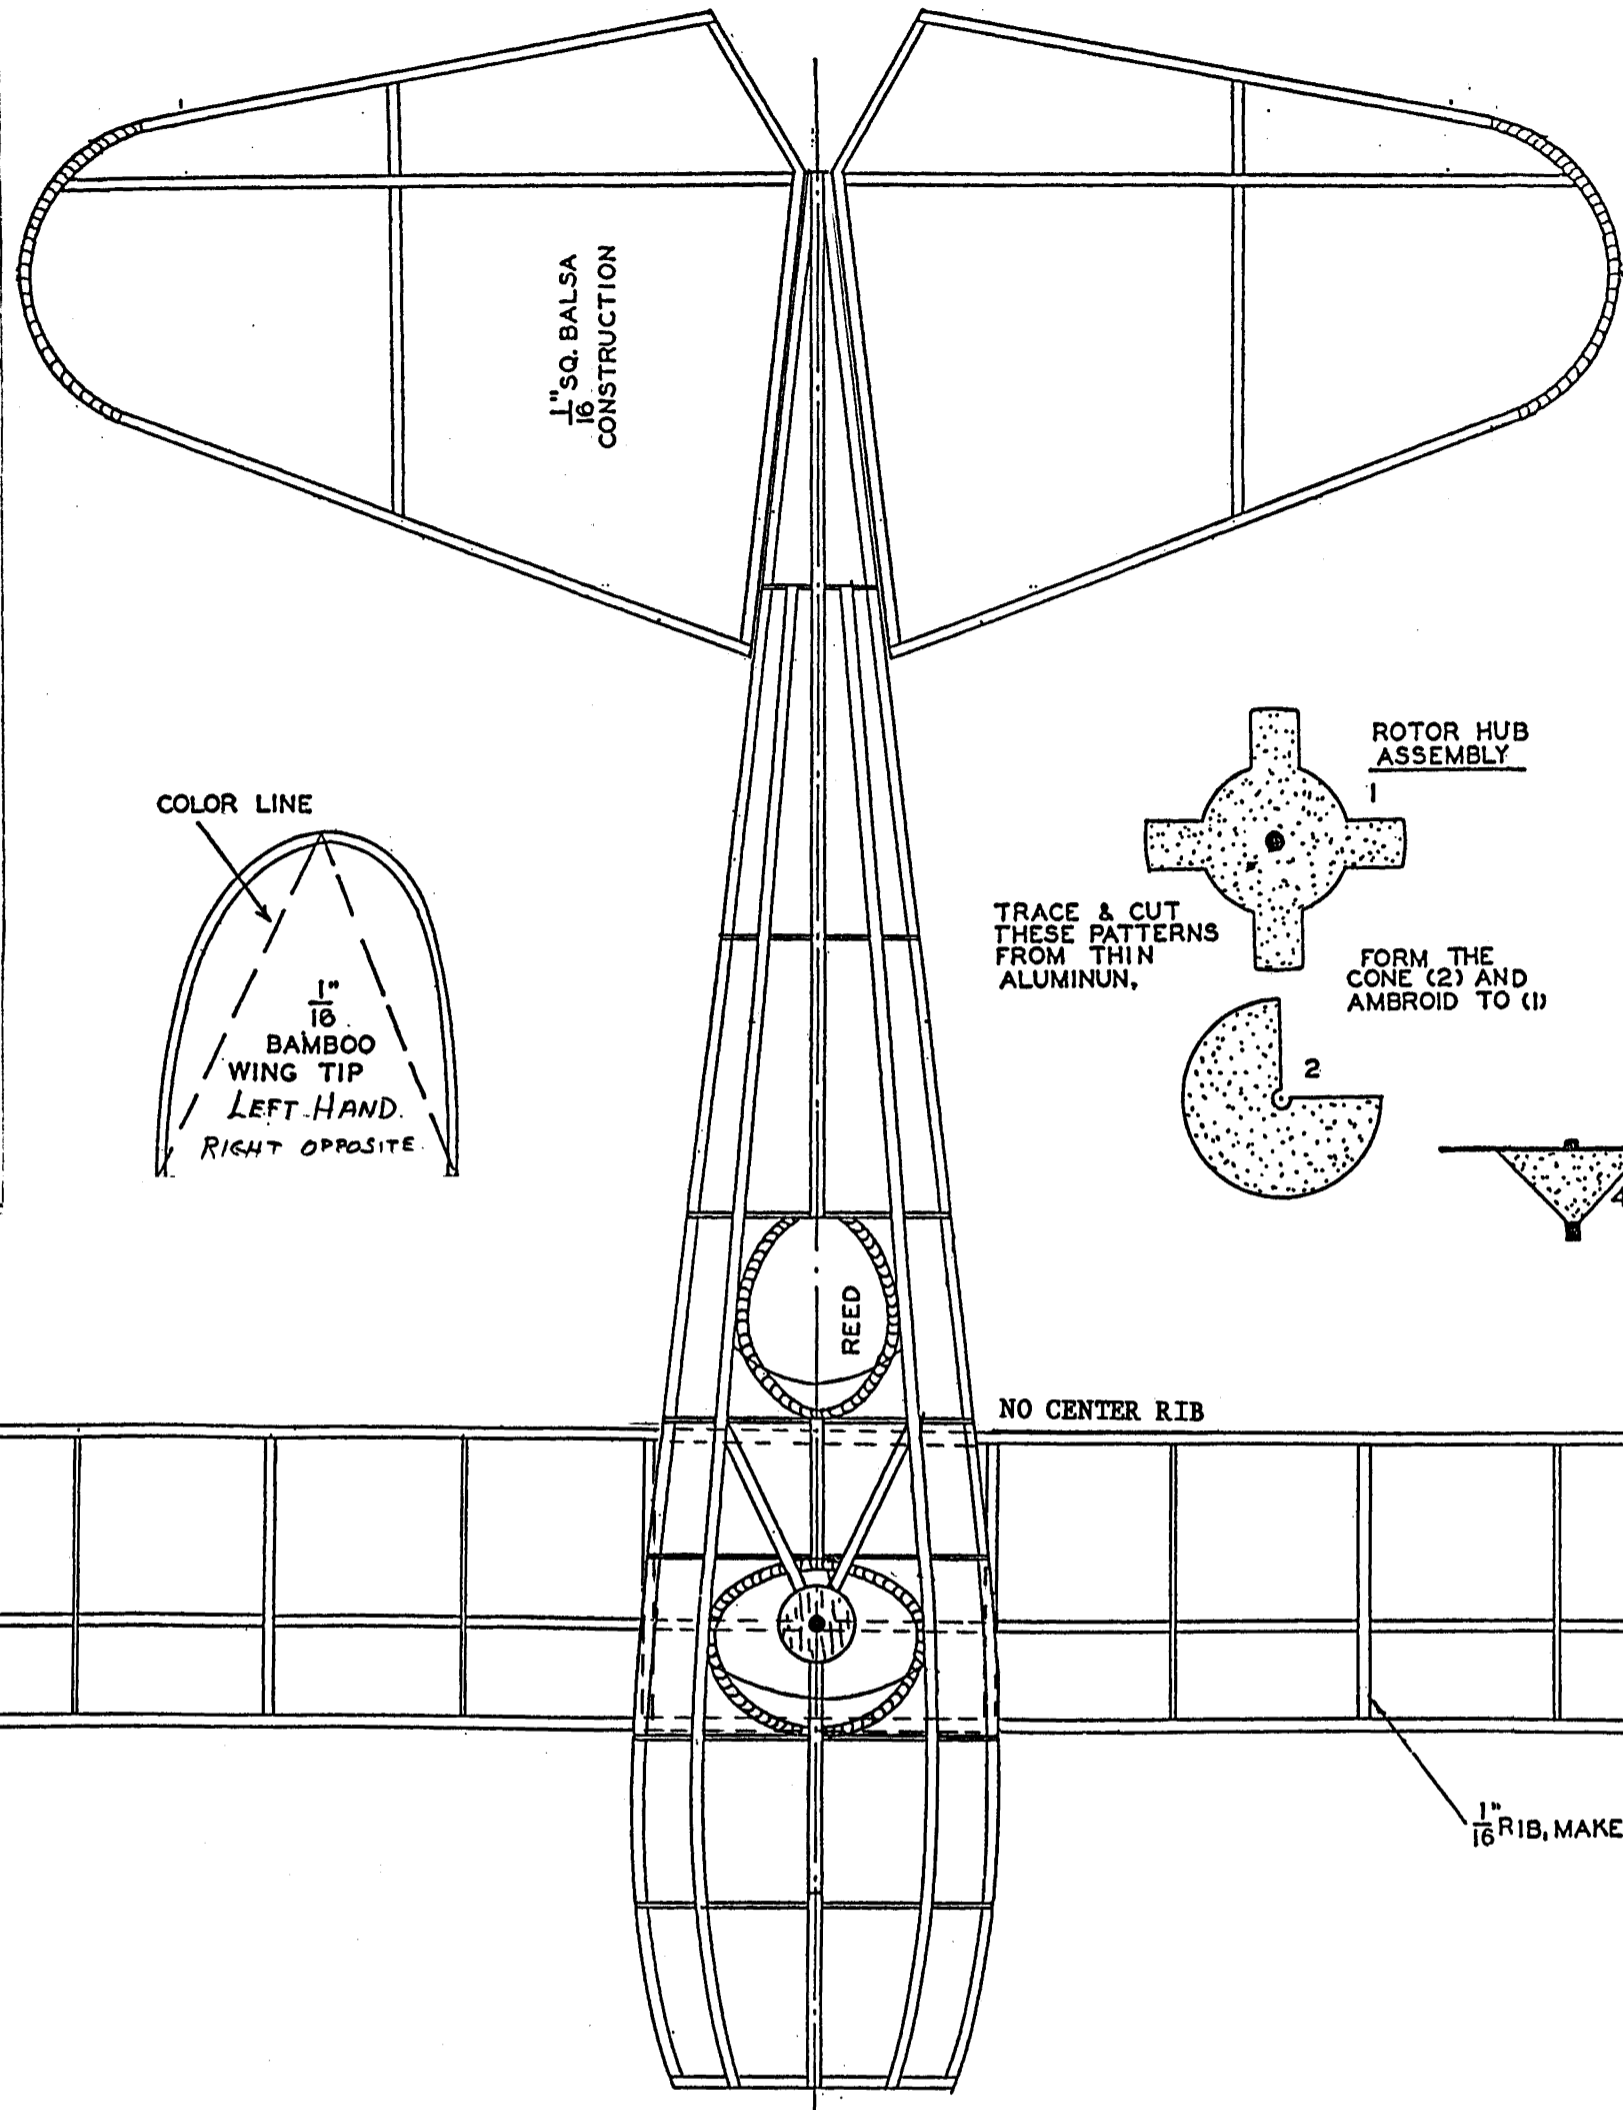 1/16" SQ. BALSA
CONSTRUCTION
COLOR LINE
1/16"
BAMBOO
WING TIP
LEFT-HAND.
RIGHT OPPOSITE.
ROTOR HUB
ASSEMBLY
1
TRACE & CUT
THESE PATTERNS
FROM THIN
ALUMINUN,
FORM THE
CONE (2) AND
AMBROID TO (1)
2
4
REED
NO CENTER RIB
1/16" RIB, MAKE